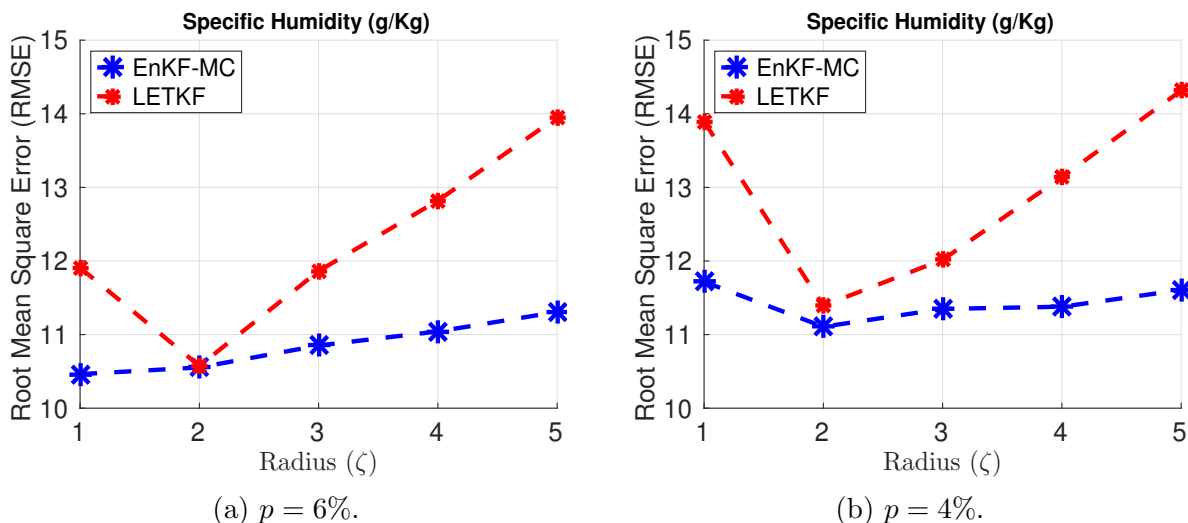 Specific Humidity (g/Kg)
Root Mean Square Error (RMSE)
15
14
13
12
11
10
EnKF-MC
LETKF
1 2 3 4 5
Radius (ζ)
(a) p = 6%.
Specific Humidity (g/Kg)
Root Mean Square Error (RMSE)
15
14
13
12
11
10
EnKF-MC
LETKF
1 2 3 4 5
Radius (ζ)
(b) p = 4%.